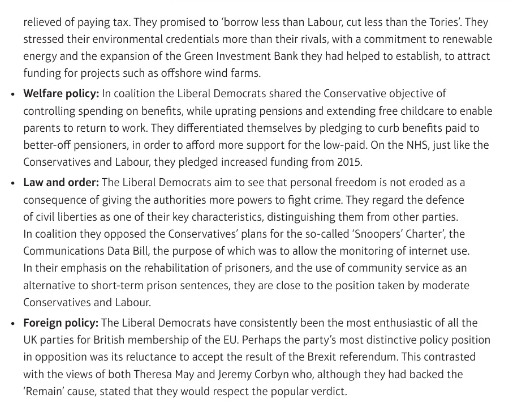 relieved of paying tax. They promised to 'borrow less than Labour, cut less than the Tories'. They
stressed their environmental credentials more than their rivals, with a commitment to renewable
energy and the expansion of the Green Investment Bank they had helped to establish, to attract
funding for projects such as offshore wind farms.
• Welfare policy: In coalition the Liberal Democrats shared the Conservative objective of
controlling spending on benefits, while uprating pensions and extending free childcare to enable
parents to return to work. They differentiated themselves by pledging to curb benefits paid to
better-off pensioners, in order to afford more support for the low-paid. On the NHS, just like the
Conservatives and Labour, they pledged increased funding from 2015.
• Law and order: The Liberal Democrats aim to see that personal freedom is not eroded as a
consequence of giving the authorities more powers to fight crime. They regard the defence
of civil liberties as one of their key characteristics, distinguishing them from other parties.
In coalition they opposed the Conservatives' plans for the so-called 'Snoopers' Charter', the
Communications Data Bill, the purpose of which was to allow the monitoring of internet use.
In their emphasis on the rehabilitation of prisoners, and the use of community service as an
alternative to short-term prison sentences, they are close to the position taken by moderate
Conservatives and Labour.
• Foreign policy: The Liberal Democrats have consistently been the most enthusiastic of all the
UK parties for British membership of the EU. Perhaps the party's most distinctive policy position
in opposition was its reluctance to accept the result of the Brexit referendum. This contrasted
with the views of both Theresa May and Jeremy Corbyn who, although they had backed the
'Remain' cause, stated that they would respect the popular verdict.